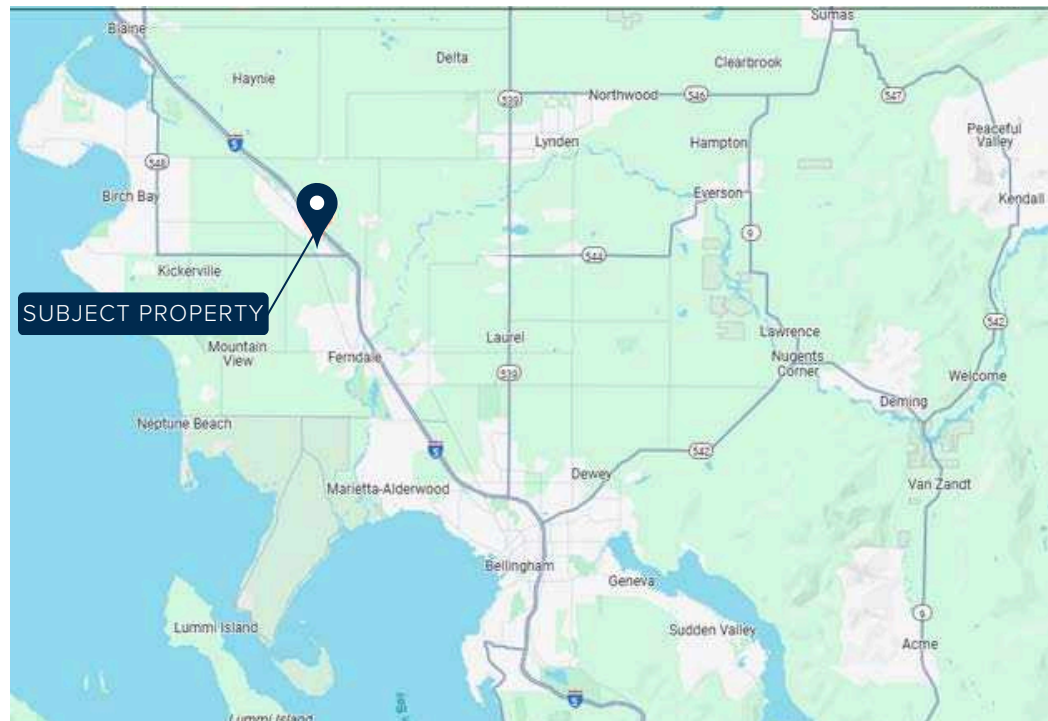 Sumas
Blaine
Delta
Clearbrook
Haynie
Northwood
546
547
539
Lynden
Hampton
Peaceful
Valley
5
548
Birch Bay
Everson
Kendall
9
544
Kickerville
SUBJECT PROPERTY
542
Lawrence
Laurel
Mountain
View
Ferndale
Nugents
Corner
539
Welcome
Deming
Neptune Beach
5
542
Dewey
Marietta-Alderwood
Van Zandt
Bellingham
Geneva
9
Lummi Island
Sudden Valley
Acme
5
Lummi Island